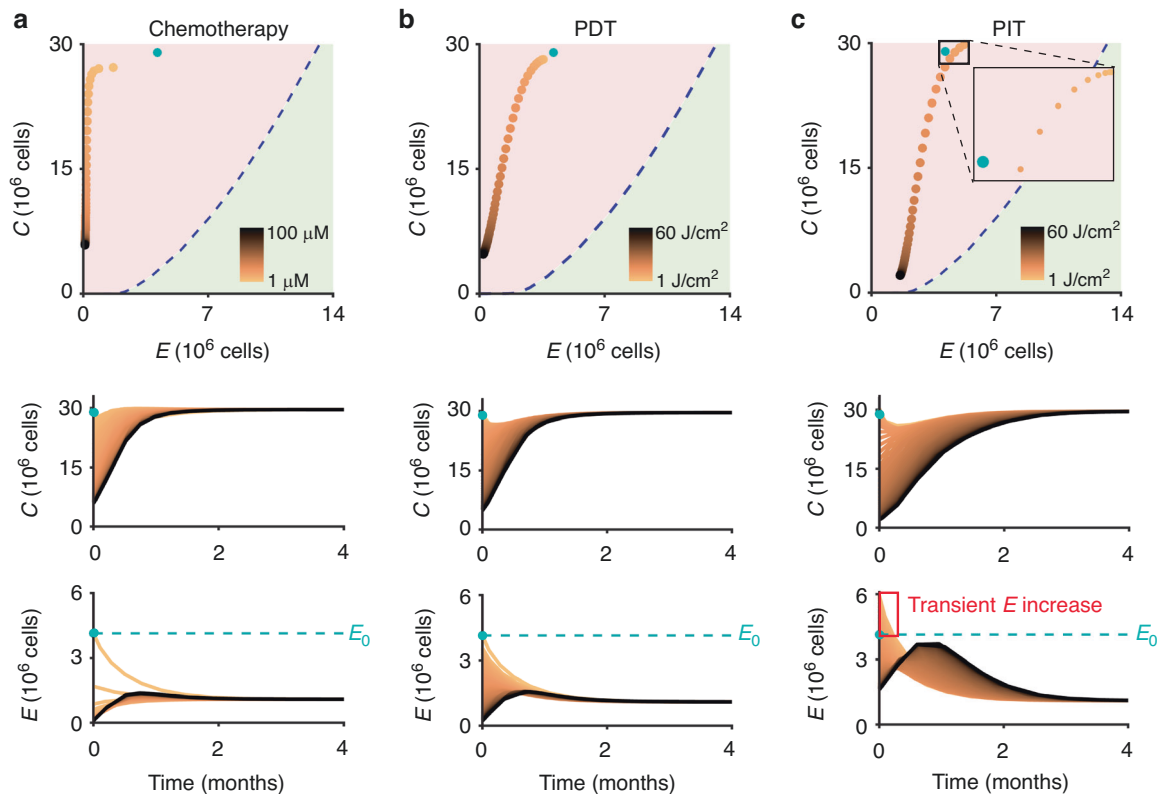 a
Chemotherapy
30
15
0
C (10⁶ cells)
100 μM
1 μM
0 7 14
E (10⁶ cells)
b
PDT
30
15
0
C (10⁶ cells)
60 J/cm²
1 J/cm²
0 7 14
E (10⁶ cells)
c
PIT
30
15
0
C (10⁶ cells)
60 J/cm²
1 J/cm²
0 7 14
E (10⁶ cells)
30
15
0
C (10⁶ cells)
0 2 4
30
15
0
C (10⁶ cells)
0 2 4
30
15
0
C (10⁶ cells)
0 2 4
6
3
0
E (10⁶ cells)
E₀
0 2 4
Time (months)
6
3
0
E (10⁶ cells)
E₀
0 2 4
Time (months)
6
3
0
E (10⁶ cells)
Transient E increase
E₀
0 2 4
Time (months)